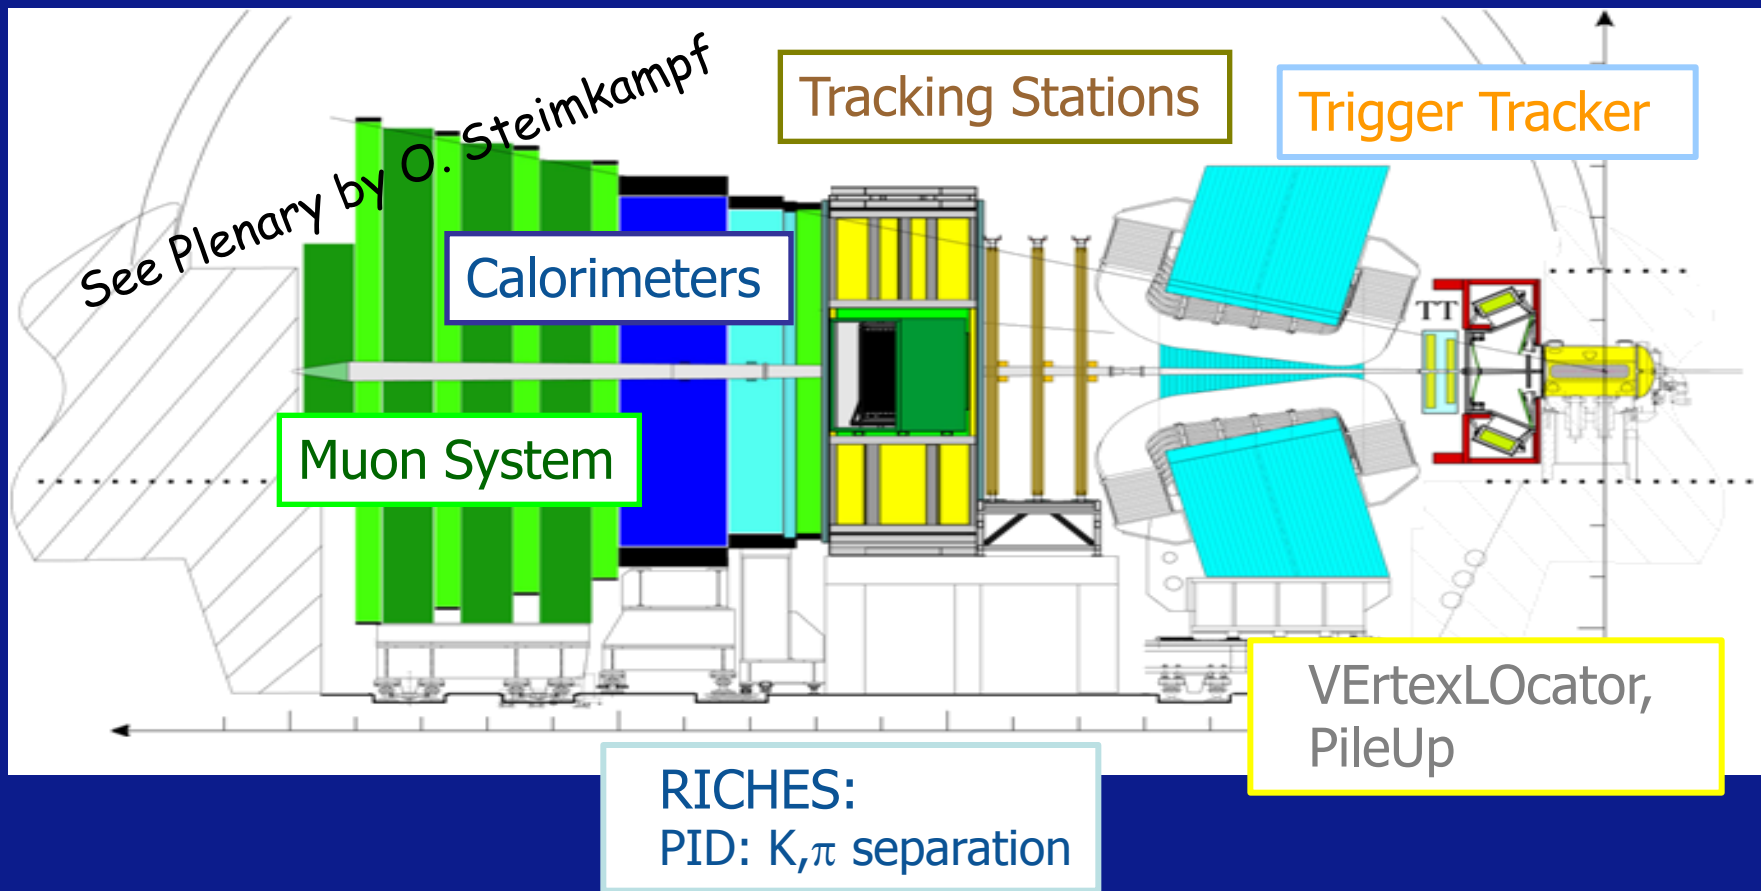 See Plenary by O. Steimkampf
Tracking Stations
Trigger Tracker
Calorimeters
TT
Muon System
VErtexLOcator,
PileUp
RICHES:
PID: K,π separation